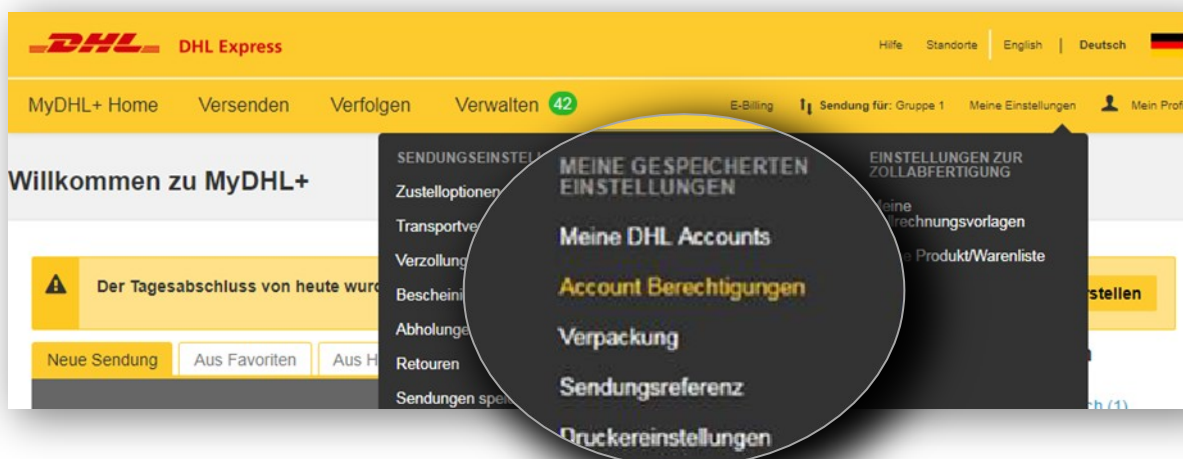 DHL DHL Express
Hilfe Standorte English | Deutsch
MyDHL+ Home Versenden Verfolgen Verwalten 42
E-Billing Sendung für: Gruppe 1 Meine Einstellungen Mein Prof
Willkommen zu MyDHL+
SENDUNGSEINSTEL
Zustelloptionen
Transportve
Verzollung
Bescheini
Abholunge
Retouren
Sendungen spei
MEINE GESPEICHERTEN
EINSTELLUNGEN
Meine DHL Accounts
Account Berechtigungen
Verpackung
Sendungsreferenz
Druckereinstellungen
EINSTELLUNGEN ZUR
ZOLLABFERTIGUNG
eine
rechnungsvorlagen
Produkt/Warenliste
Der Tagesabschluss von heute wurd
stellen
Neue Sendung Aus Favoriten Aus H
ch (1)